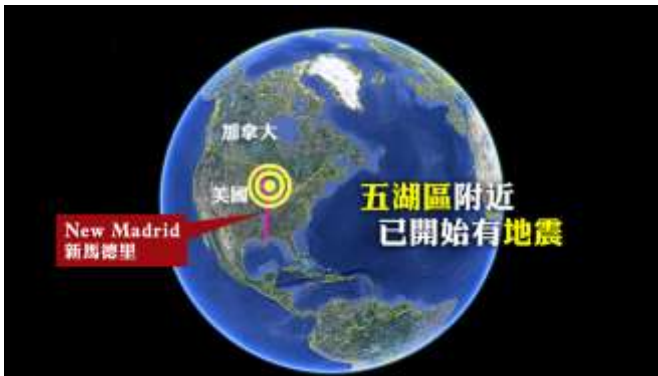 加拿大
美國
五湖區附近
已開始有地震
New Madrid
新馬德里